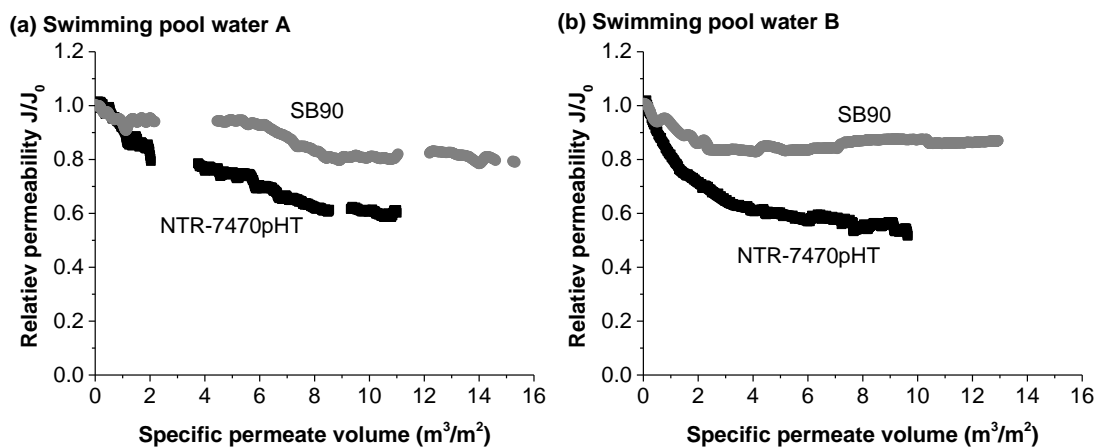 (a) Swimming pool water A
1.2
1.0
0.8
0.6
0.4
0.2
0.0
Relatiev permeability J/J₀
SB90
NTR-7470pHT
0 2 4 6 8 10 12 14 16
Specific permeate volume (m³/m²)
(b) Swimming pool water B
1.2
1.0
0.8
0.6
0.4
0.2
0.0
Relatiev permeability J/J₀
SB90
NTR-7470pHT
0 2 4 6 8 10 12 14 16
Specific permeate volume (m³/m²)